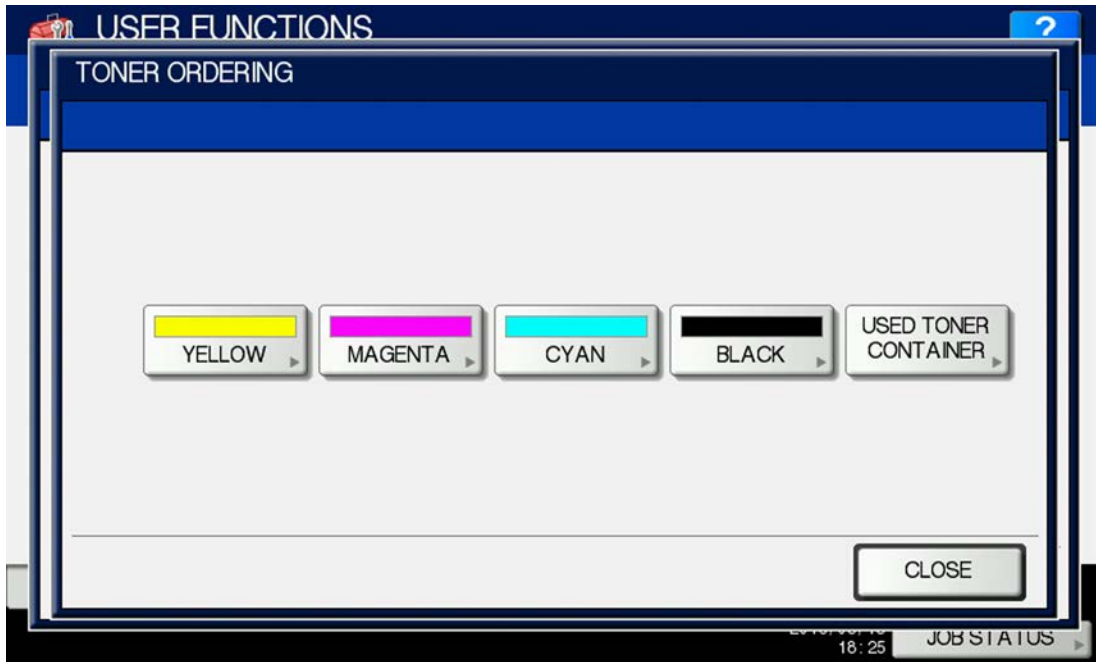 USER FUNCTIONS
?
TONER ORDERING
YELLOW
MAGENTA
CYAN
BLACK
USED TONER
CONTAINER
CLOSE
18:25
JOB STATUS